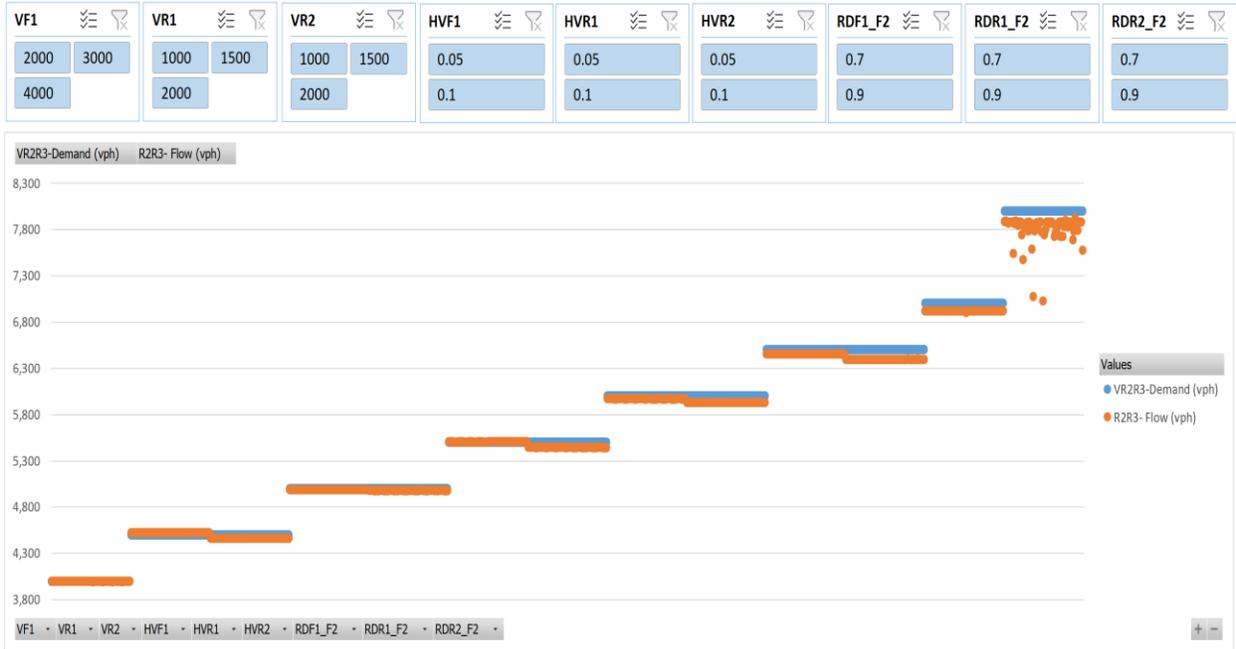 VF1 VR1 VR2 HVF1 HVR1 HVR2 RDF1_F2 RDR1_F2 RDR2_F2
2000 3000 1000 1500 1000 1500 0.05 0.05 0.05 0.7 0.7 0.7
4000 2000 2000 0.1 0.1 0.1 0.9 0.9 0.9
VR2R3-Demand (vph) R2R3- Flow (vph)
8,300
7,800
7,300
6,800
6,300
5,800
5,300
4,800
4,300
3,800
Values
VR2R3-Demand (vph)
R2R3- Flow (vph)
VF1 VR1 VR2 HVF1 HVR1 HVR2 RDF1_F2 RDR1_F2 RDR2_F2
+ −